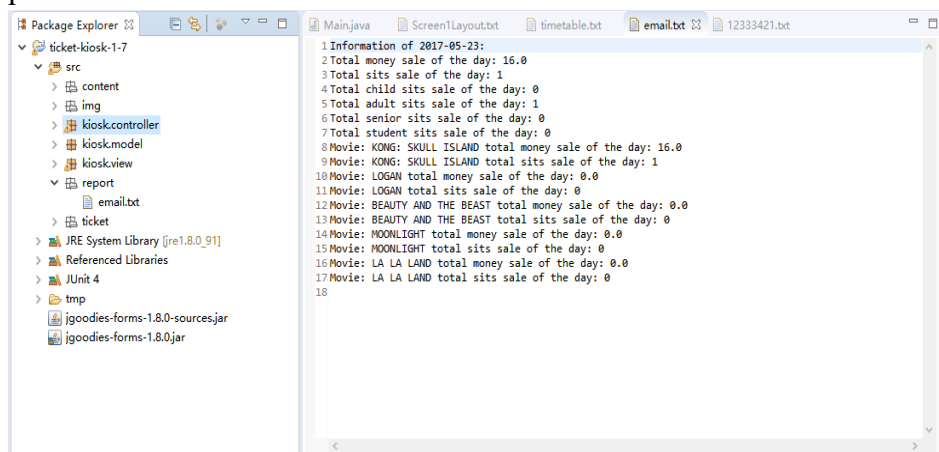 Package Explorer
ticket-kiosk-1-7
src
content
img
kiosk.controller
kiosk.model
kiosk.view
report
email.txt
ticket
JRE System Library [jre1.8.0_91]
Referenced Libraries
JUnit 4
tmp
jgoodies-forms-1.8.0-sources.jar
jgoodies-forms-1.8.0.jar
Main.java Screen1Layout.txt timetable.txt email.txt 12333421.txt
1 Information of 2017-05-23:
2 Total money sale of the day: 16.0
3 Total sits sale of the day: 1
4 Total child sits sale of the day: 0
5 Total adult sits sale of the day: 1
6 Total senior sits sale of the day: 0
7 Total student sits sale of the day: 0
8 Movie: KONG: SKULL ISLAND total money sale of the day: 16.0
9 Movie: KONG: SKULL ISLAND total sits sale of the day: 1
10 Movie: LOGAN total money sale of the day: 0.0
11 Movie: LOGAN total sits sale of the day: 0
12 Movie: BEAUTY AND THE BEAST total money sale of the day: 0.0
13 Movie: BEAUTY AND THE BEAST total sits sale of the day: 0
14 Movie: MOONLIGHT total money sale of the day: 0.0
15 Movie: MOONLIGHT total sits sale of the day: 0
16 Movie: LA LA LAND total money sale of the day: 0.0
17 Movie: LA LA LAND total sits sale of the day: 0
18